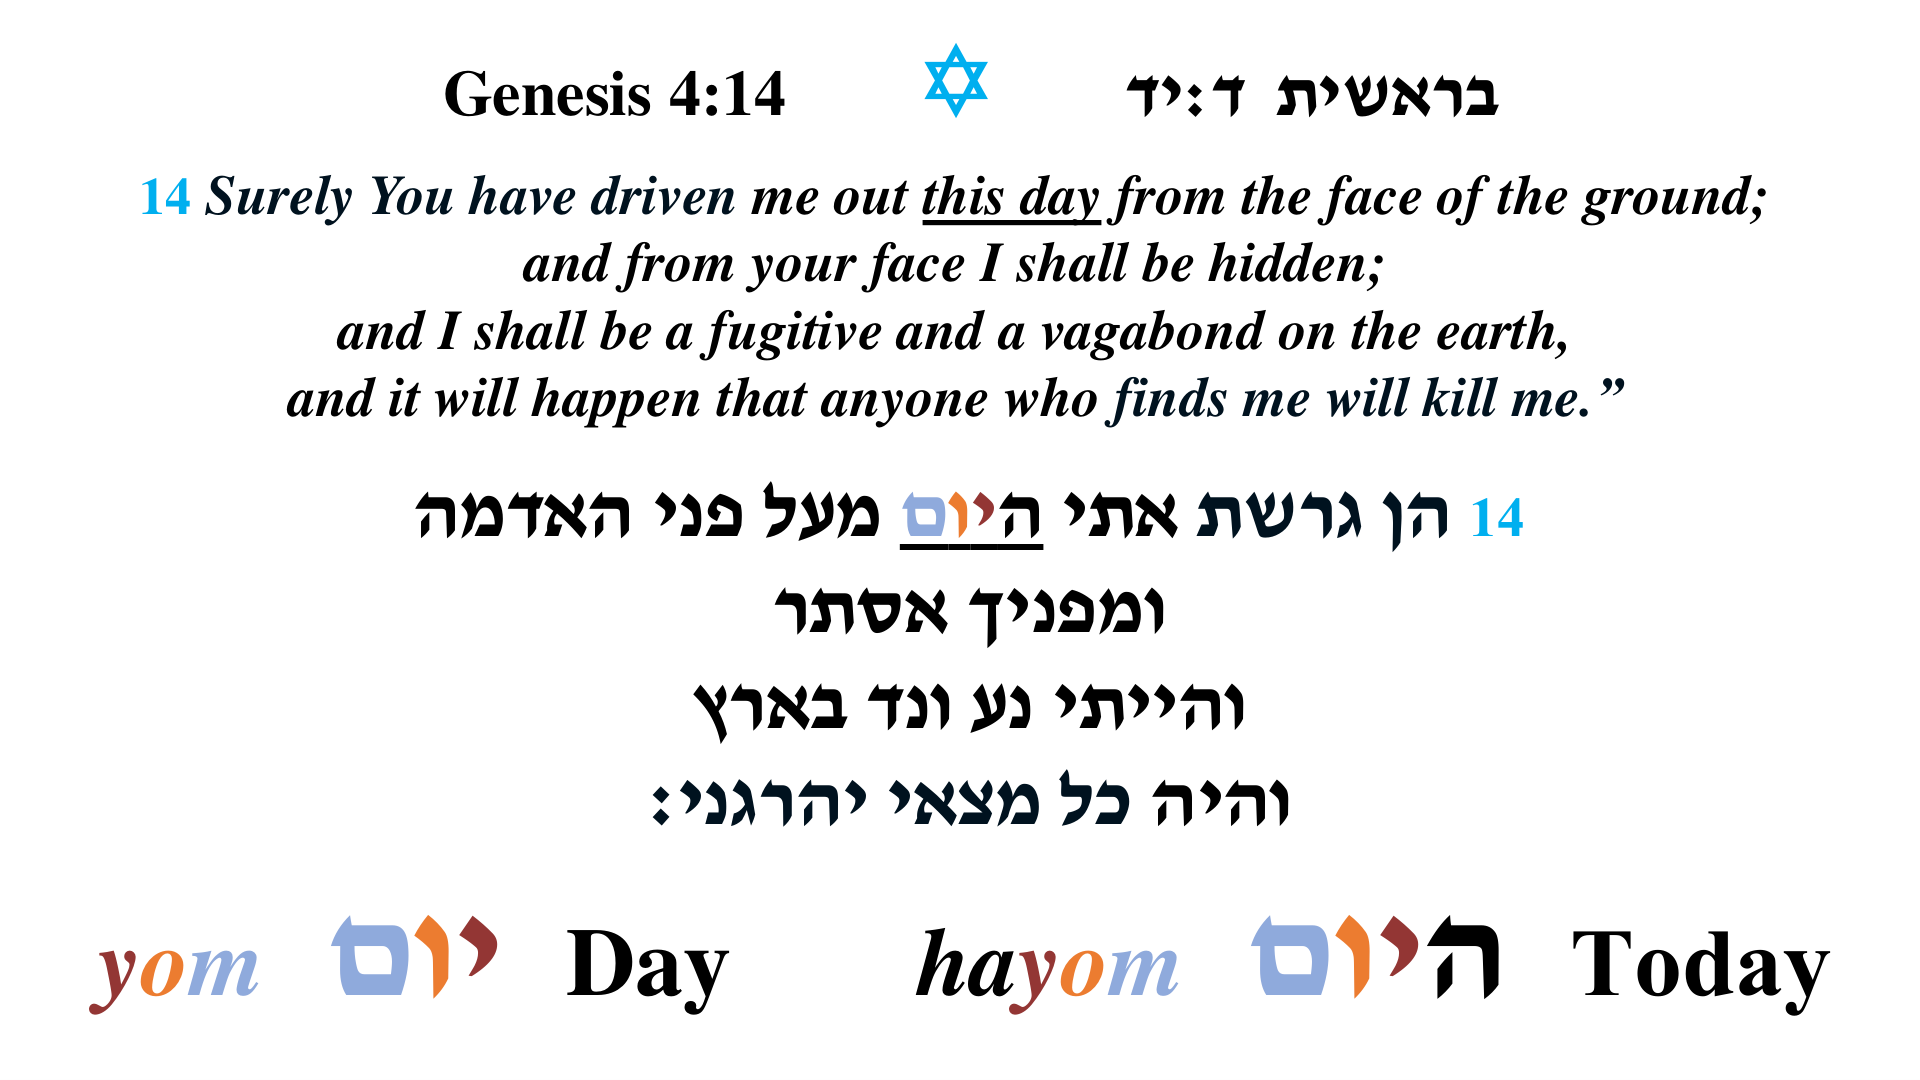 Genesis 4:14 ✡ בראשית ד:יד
14 Surely You have driven me out this day from the face of the ground;
and from your face I shall be hidden;
and I shall be a fugitive and a vagabond on the earth,
and it will happen that anyone who finds me will kill me.”
14 הן גרשת אתי היום מעל פני האדמה
ומפניך אסתר
והייתי נע ונד בארץ
והיה כל מצאי יהרגני:
yom יום Day hayom היום Today